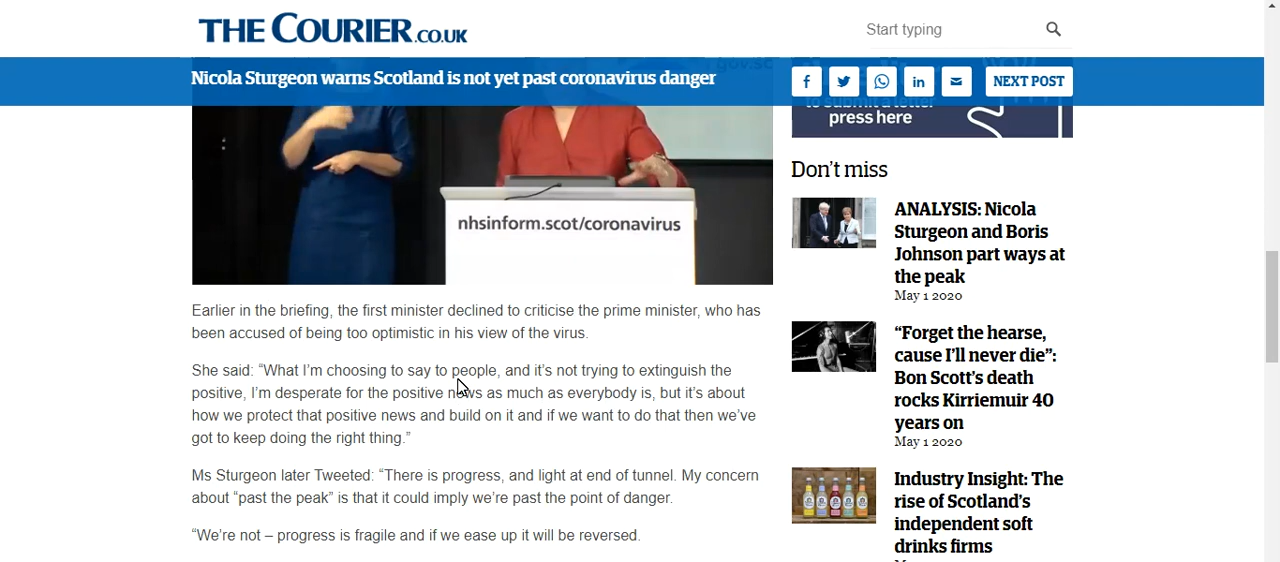 THE COURIER.CO.UK
Start typing
Nicola Sturgeon warns Scotland is not yet past coronavirus danger
NEXT POST
press here
nhsinform.scot/coronavirus
Earlier in the briefing, the first minister declined to criticise the prime minister, who has
been accused of being too optimistic in his view of the virus.
She said: “What I’m choosing to say to people, and it’s not trying to extinguish the
positive, I’m desperate for the positive news as much as everybody is, but it’s about
how we protect that positive news and build on it and if we want to do that then we’ve
got to keep doing the right thing.”
Ms Sturgeon later Tweeted: “There is progress, and light at end of tunnel. My concern
about “past the peak” is that it could imply we’re past the point of danger.
“We’re not – progress is fragile and if we ease up it will be reversed.
Don’t miss
ANALYSIS: Nicola
Sturgeon and Boris
Johnson part ways at
the peak
May 1 2020
“Forget the hearse,
cause I’ll never die”:
Bon Scott’s death
rocks Kirriemuir 40
years on
May 1 2020
Industry Insight: The
rise of Scotland’s
independent soft
drinks firms